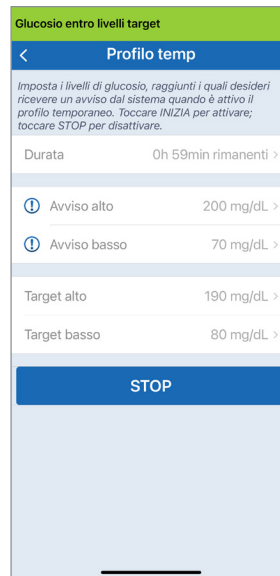 Glucosio entro livelli target
Profilo temp
Imposta i livelli di glucosio, raggiunti i quali desideri
ricevere un avviso dal sistema quando è attivo il
profilo temporaneo. Toccare INIZIA per attivare;
toccare STOP per disattivare.
Durata 0h 59min rimanenti
Avviso alto 200 mg/dL
Avviso basso 70 mg/dL
Target alto 190 mg/dL
Target basso 80 mg/dL
STOP